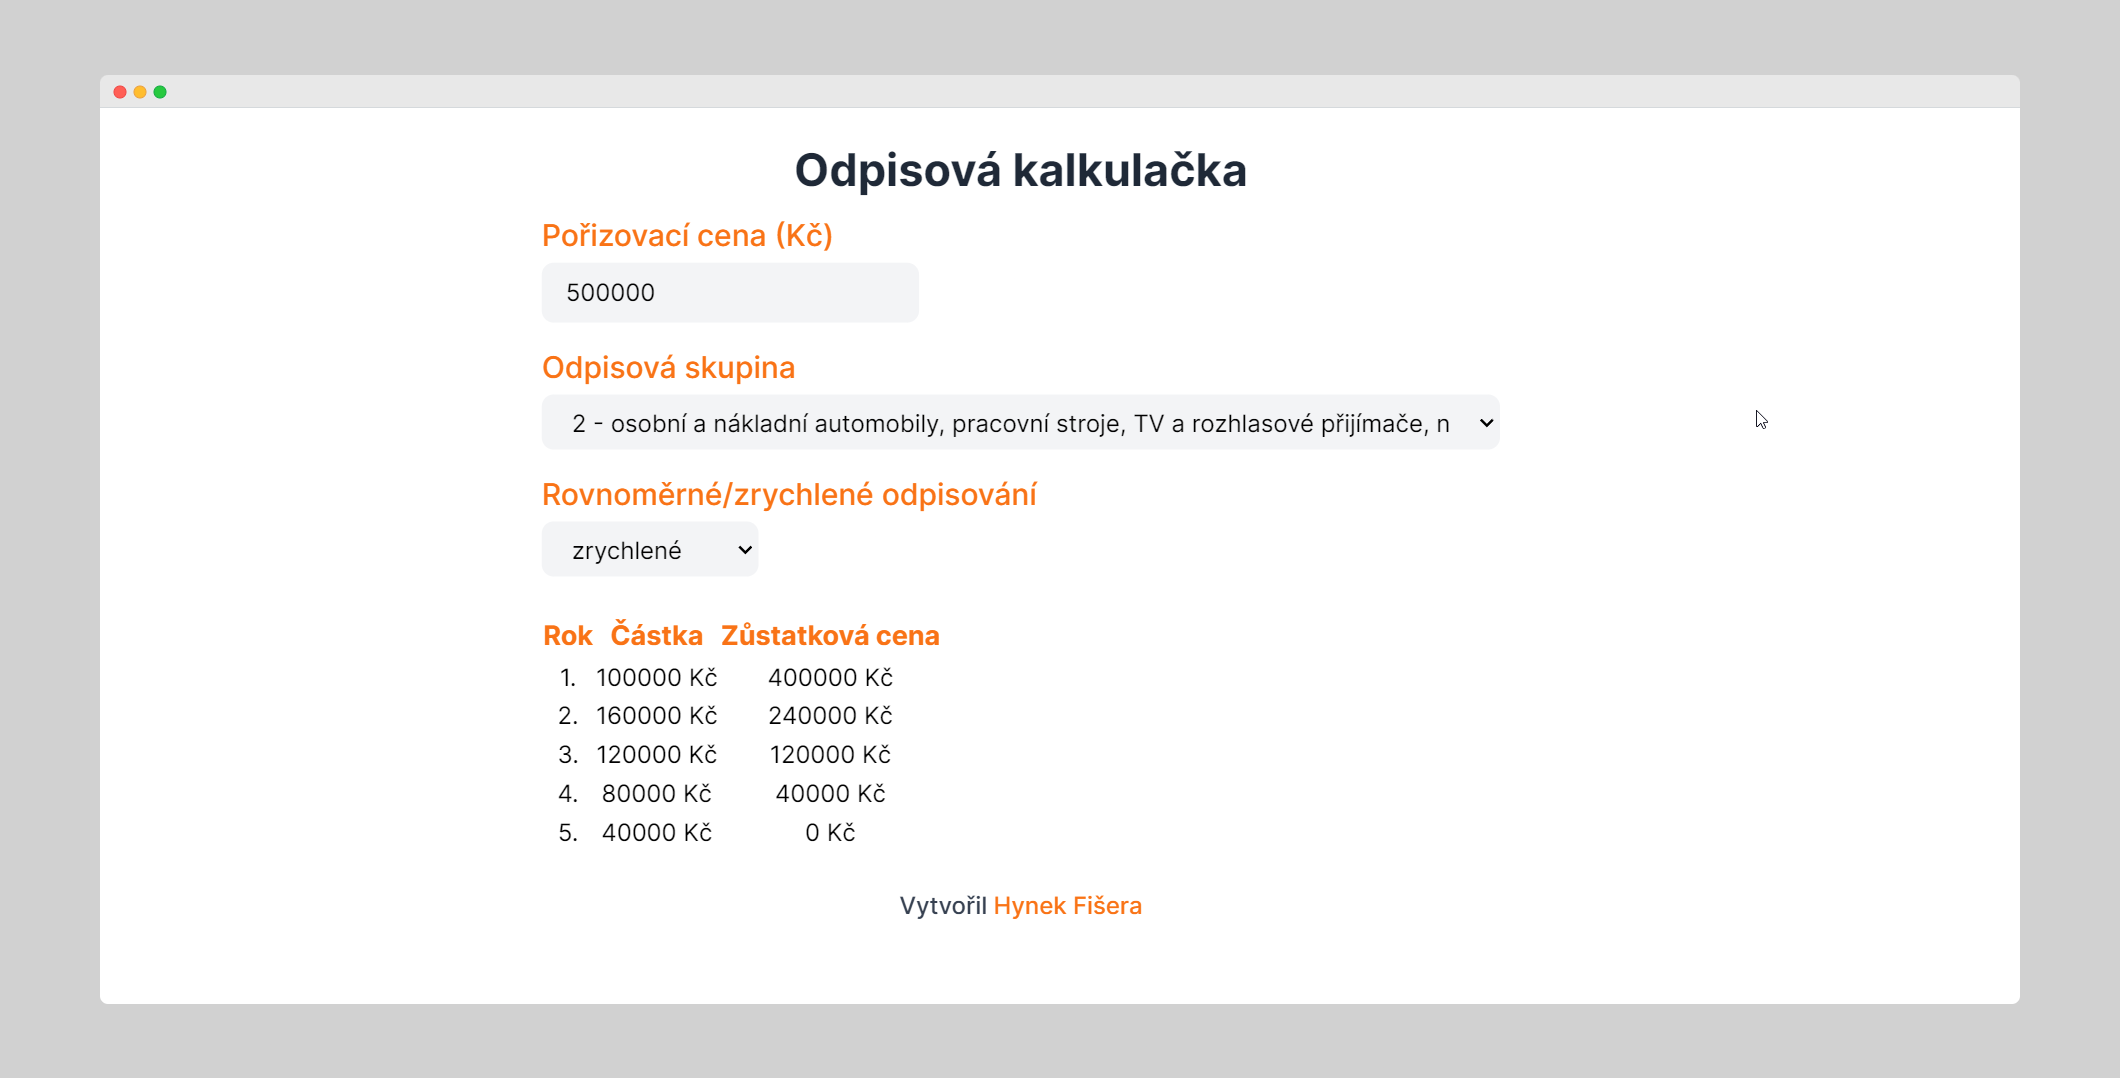 Odpisová kalkulačka
Pořizovací cena (Kč)
500000
Odpisová skupina
2 - osobní a nákladní automobily, pracovní stroje, TV a rozhlasové přijímače, n
Rovnoměrné/zrychlené odpisování
zrychlené
Rok Částka Zůstatková cena
1. 100000 Kč 400000 Kč
2. 160000 Kč 240000 Kč
3. 120000 Kč 120000 Kč
4. 80000 Kč 40000 Kč
5. 40000 Kč 0 Kč
Vytvořil Hynek Fišera